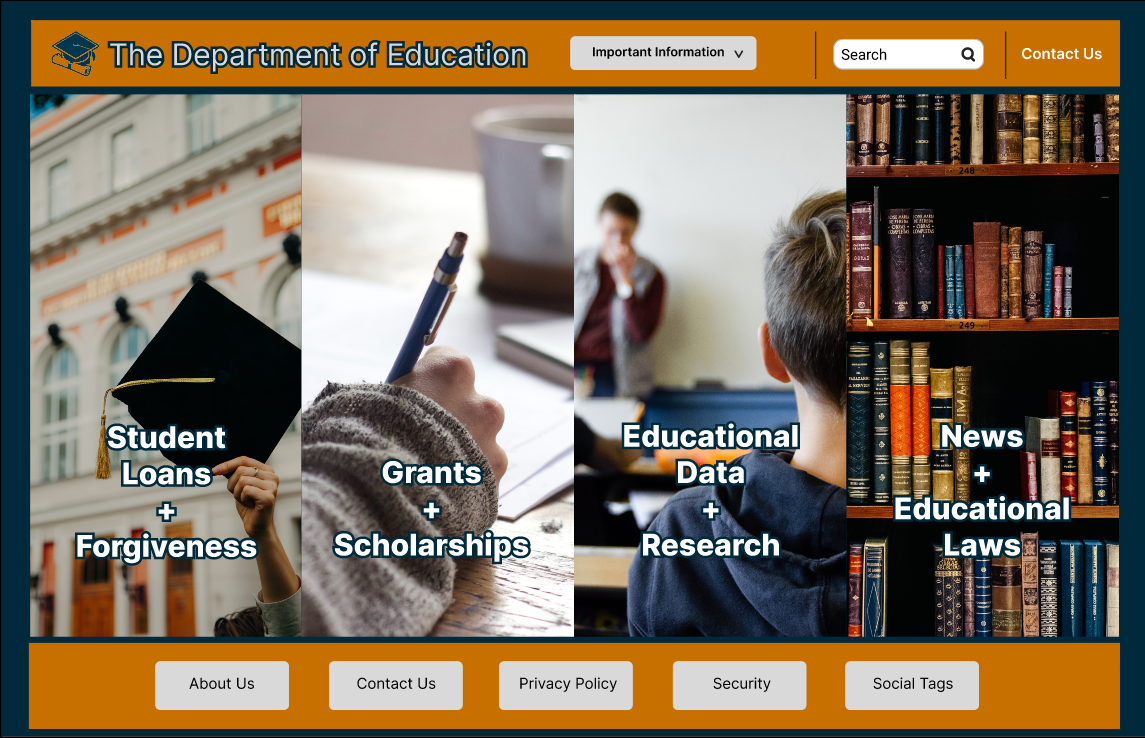 The Department of Education
Important Information
Search
Contact Us
Student
Loans
+
Forgiveness
Grants
+
Scholarships
Educational
Data
+
Research
News
+
Educational
Laws
248
249
About Us
Contact Us
Privacy Policy
Security
Social Tags